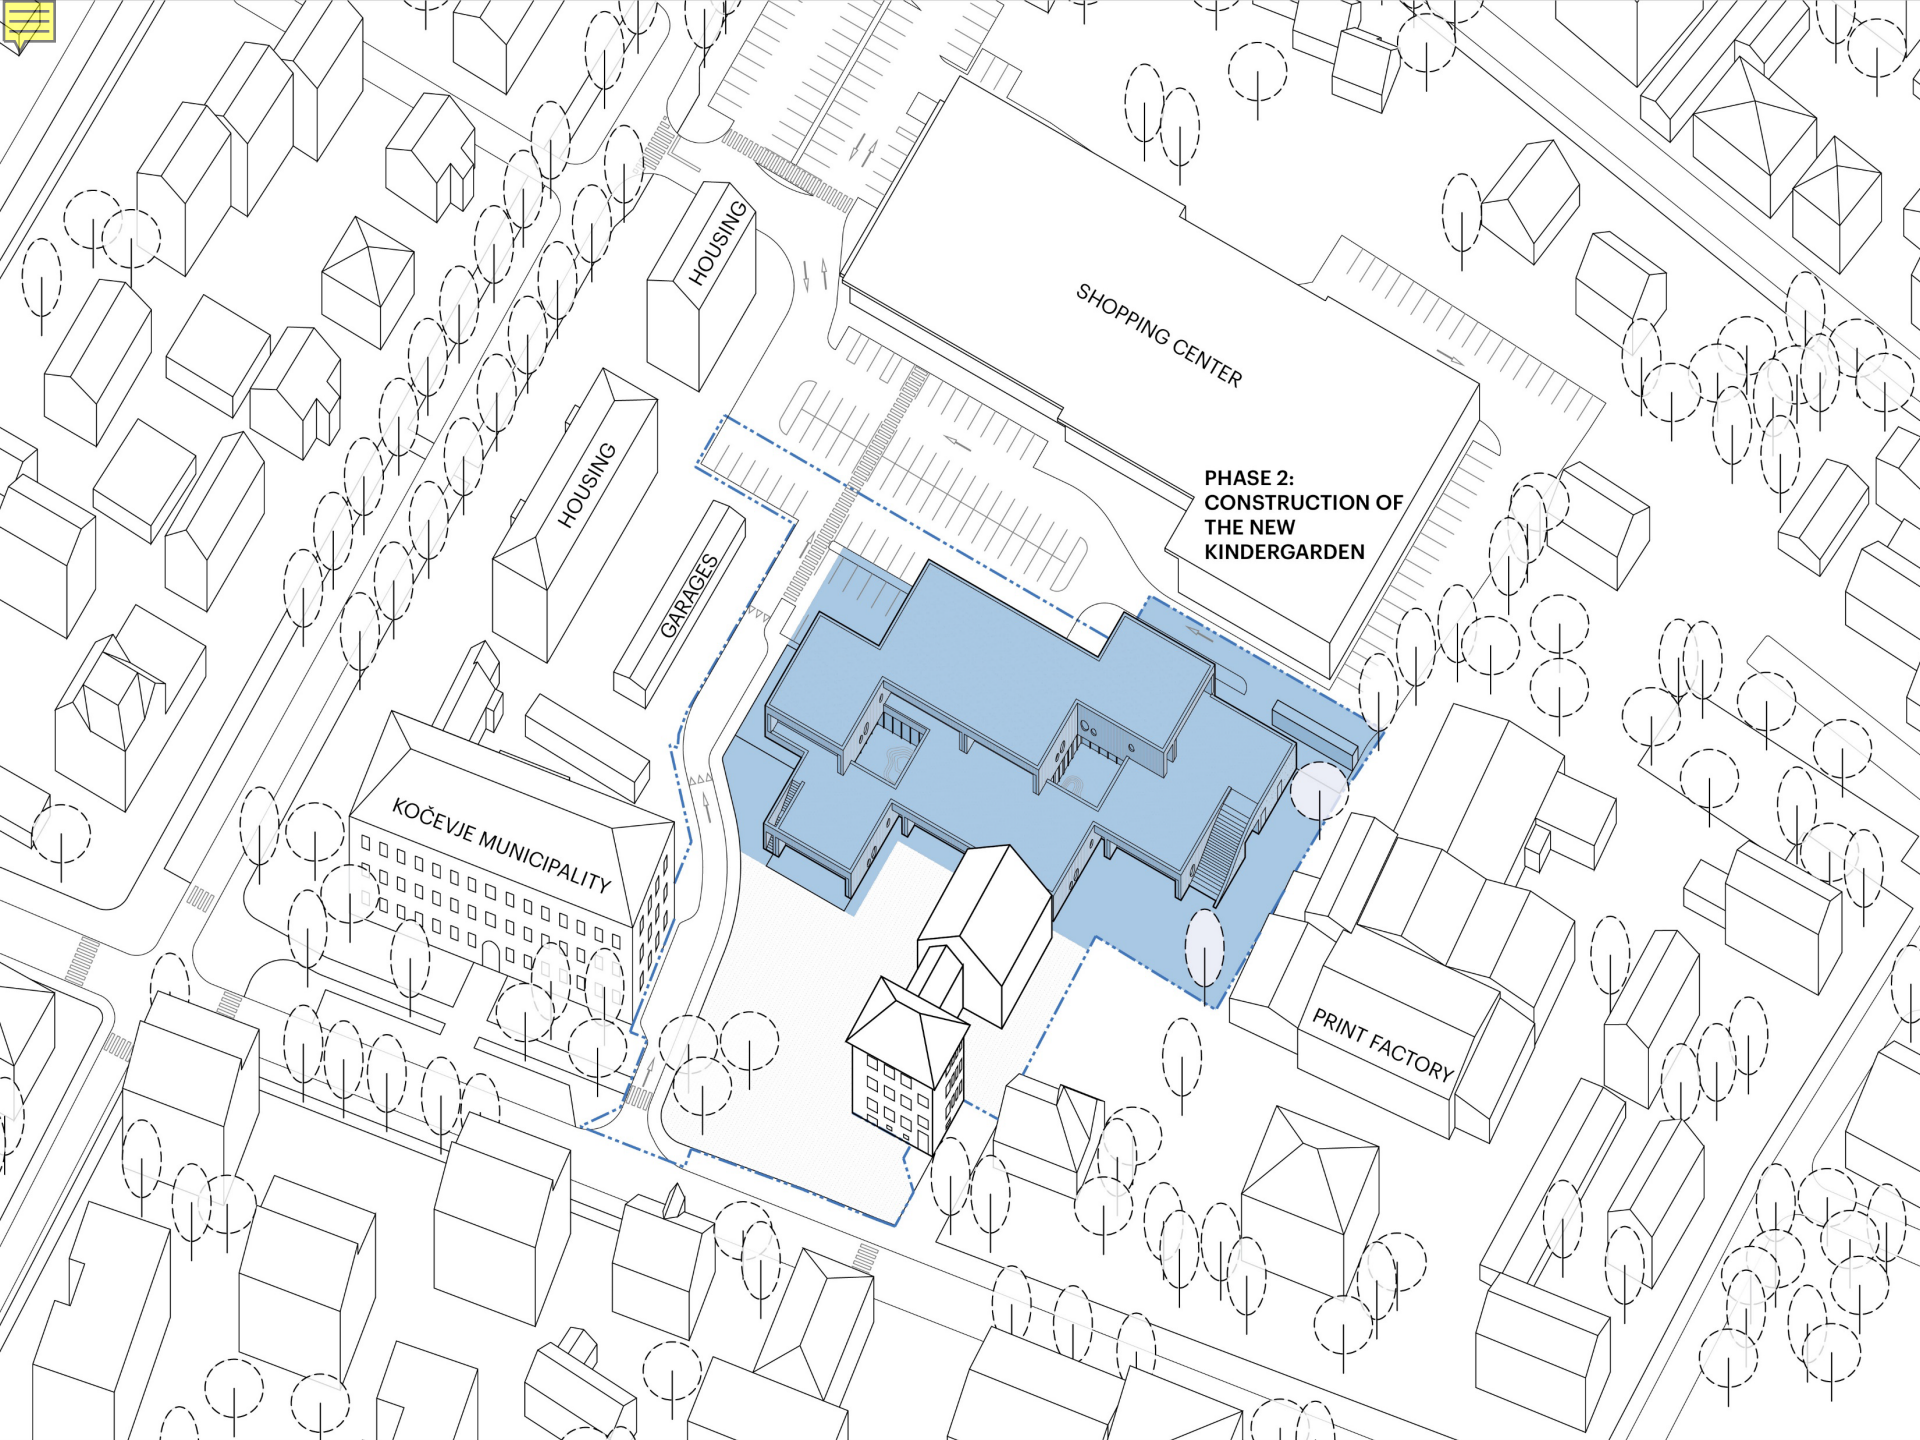 HOUSING
SHOPPING CENTER
HOUSING
PHASE 2:
CONSTRUCTION OF
THE NEW
KINDERGARDEN
GARAGES
KOČEVJE MUNICIPALITY
PRINT FACTORY